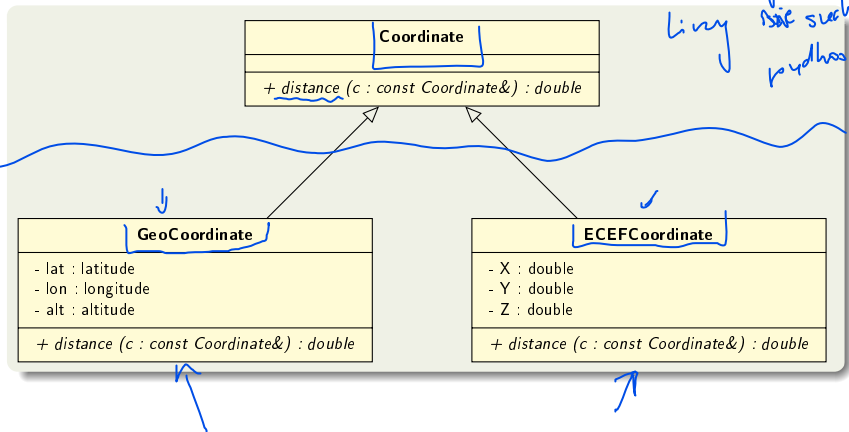 Coordinate
+ distance (c : const Coordinate&) : double
GeoCoordinate
- lat : latitude
- lon : longitude
- alt : altitude
+ distance (c : const Coordinate&) : double
ECEFCoordinate
- X : double
- Y : double
- Z : double
+ distance (c : const Coordinate&) : double